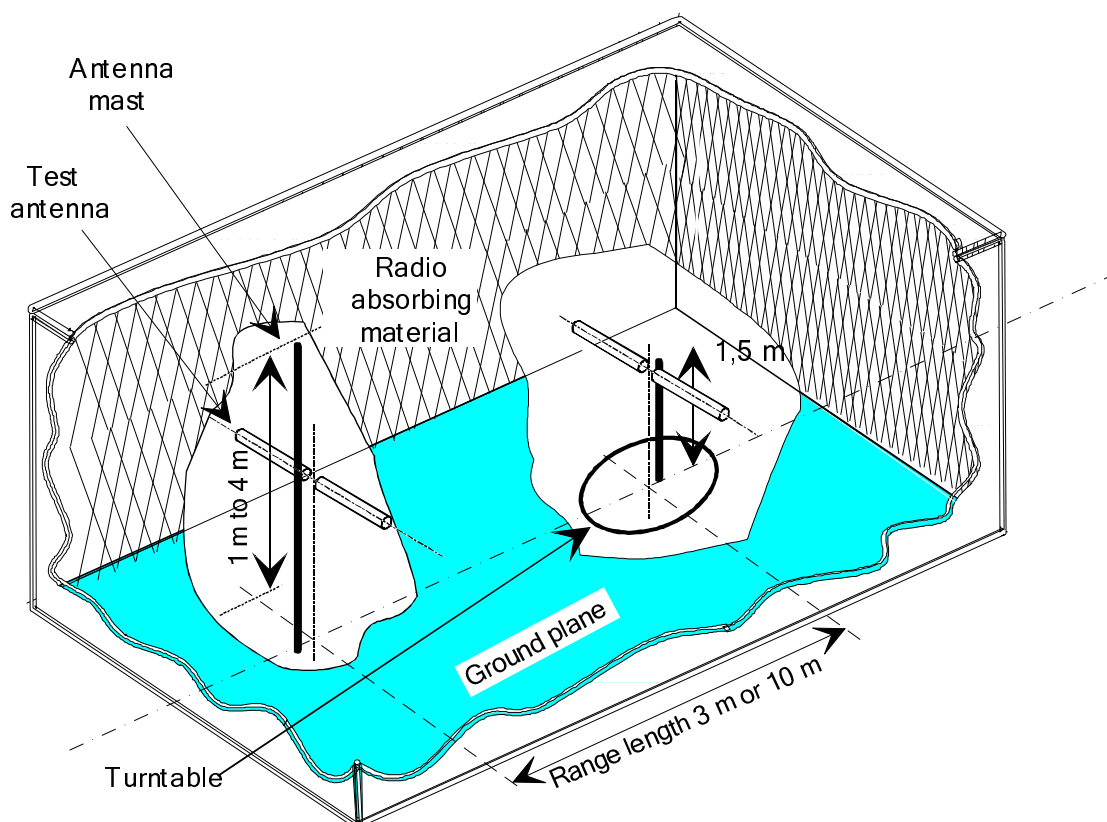 Antenna
mast
Test
antenna
Radio
absorbing
material
1,5 m
1 m to 4 m
Ground plane
Range length 3 m or 10 m
Turntable